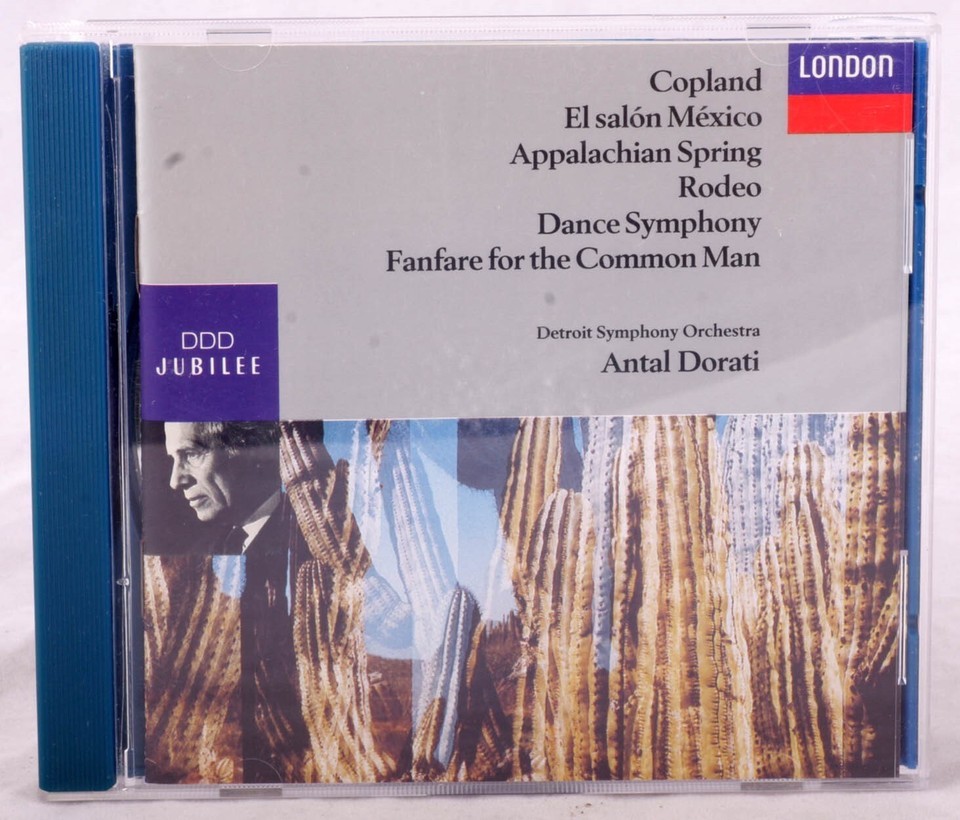 LONDON
Copland
El salón México
Appalachian Spring
Rodeo
Dance Symphony
Fanfare for the Common Man
Detroit Symphony Orchestra
Antal Dorati
DDD
JUBILEE